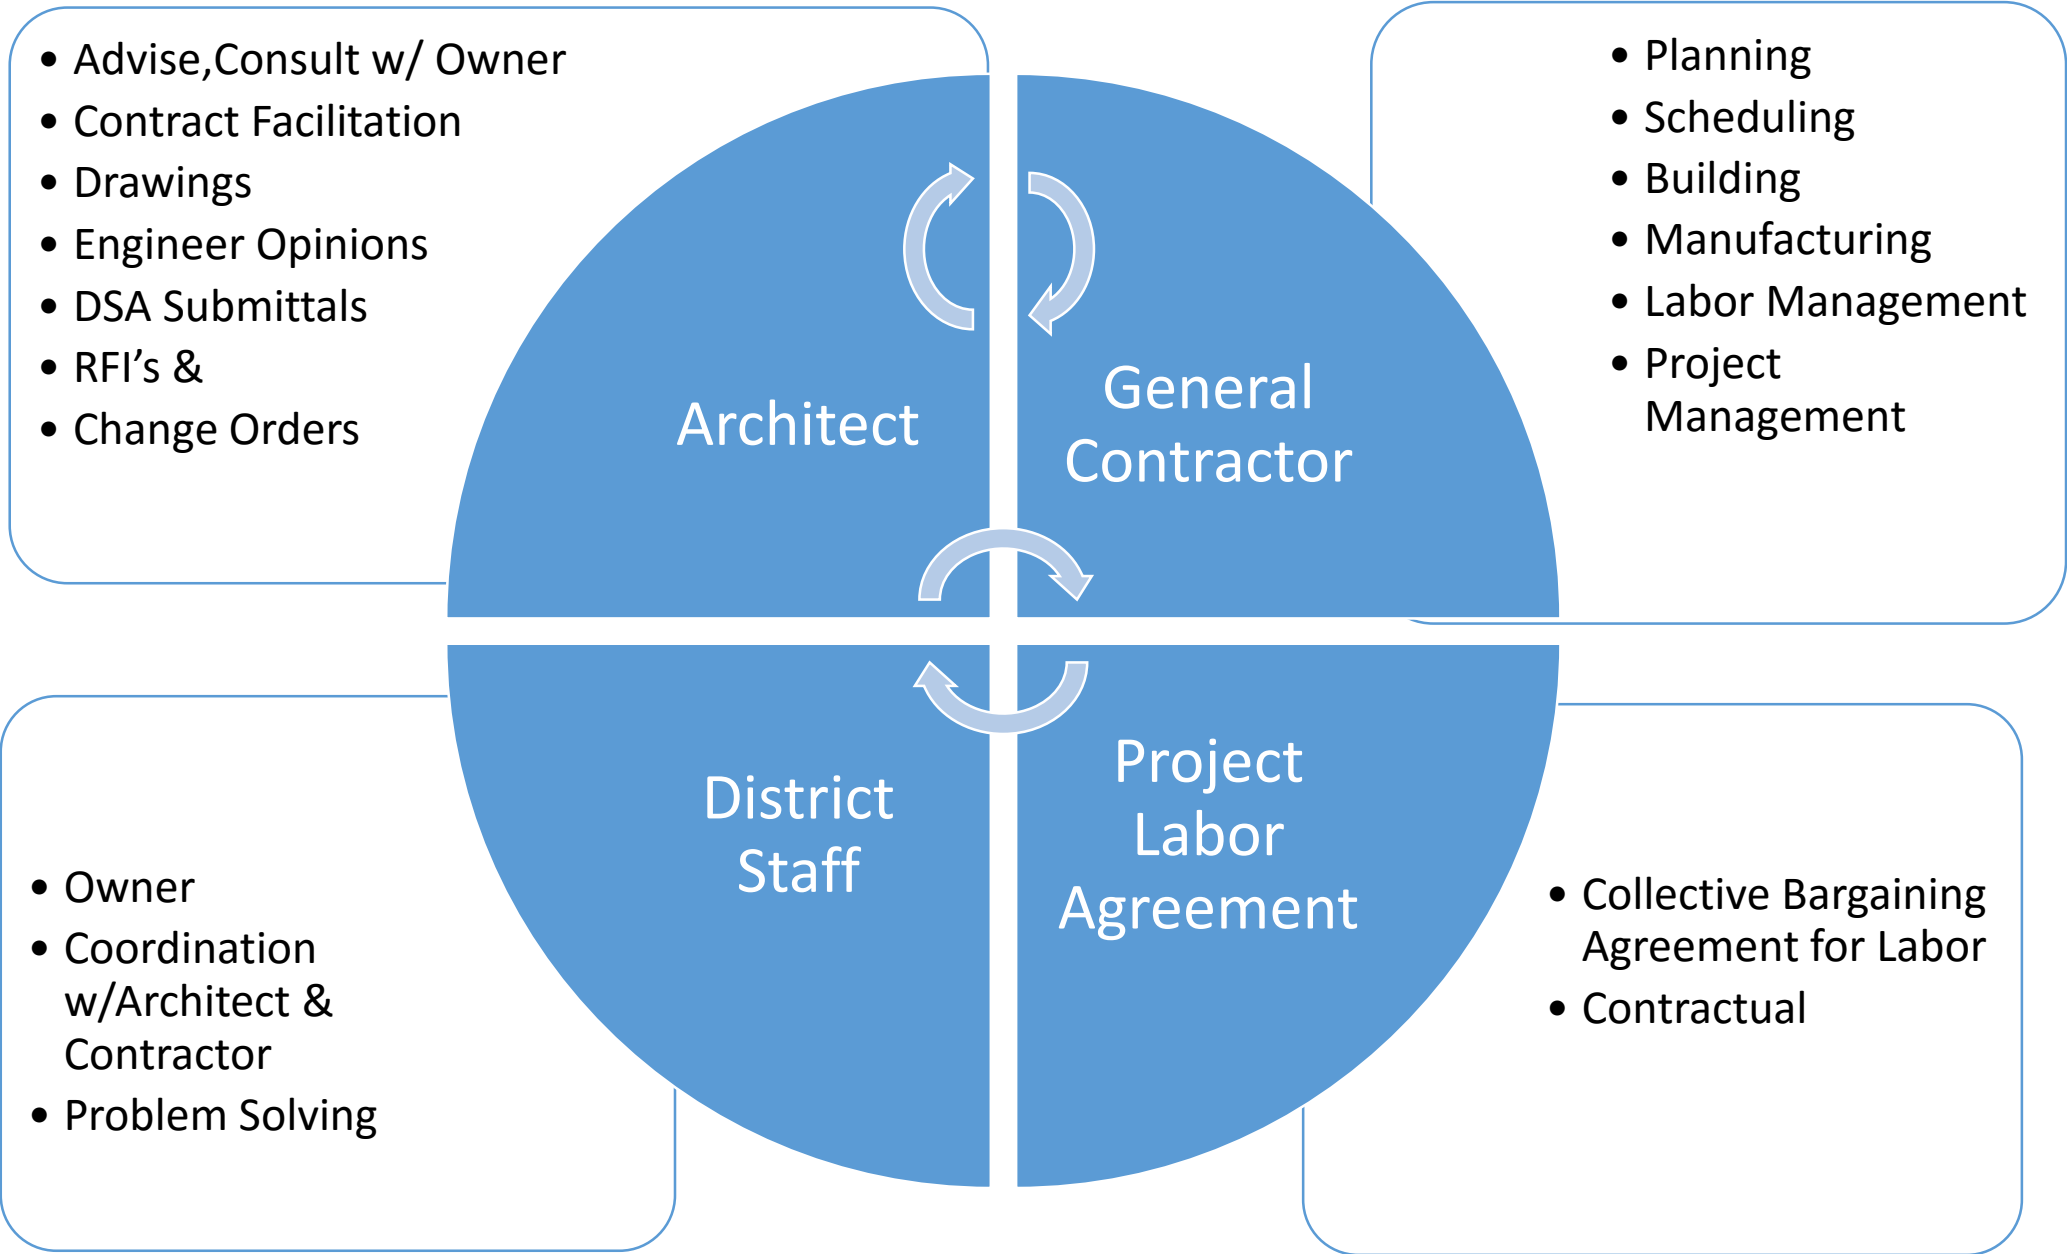 • Advise,Consult w/ Owner
• Contract Facilitation
• Drawings
• Engineer Opinions
• DSA Submittals
• RFI’s &
• Change Orders
Architect
• Planning
• Scheduling
• Building
• Manufacturing
• Labor Management
• Project
Management
General
Contractor
• Owner
• Coordination
w/Architect &
Contractor
• Problem Solving
District
Staff
Project
Labor
Agreement
• Collective Bargaining
Agreement for Labor
• Contractual